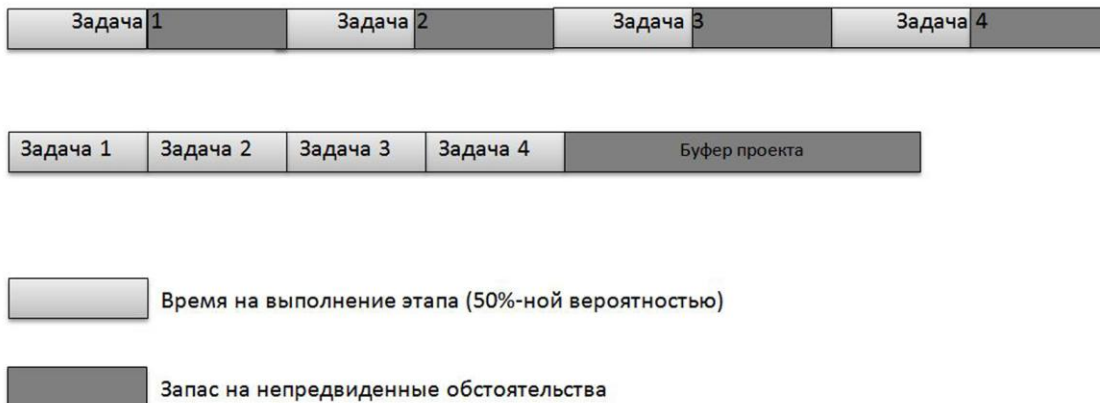 Задача 1 Задача 2 Задача 3 Задача 4
Задача 1 Задача 2 Задача 3 Задача 4 Буфер проекта
Время на выполнение этапа (50%-ной вероятностью)
Запас на непредвиденные обстоятельства